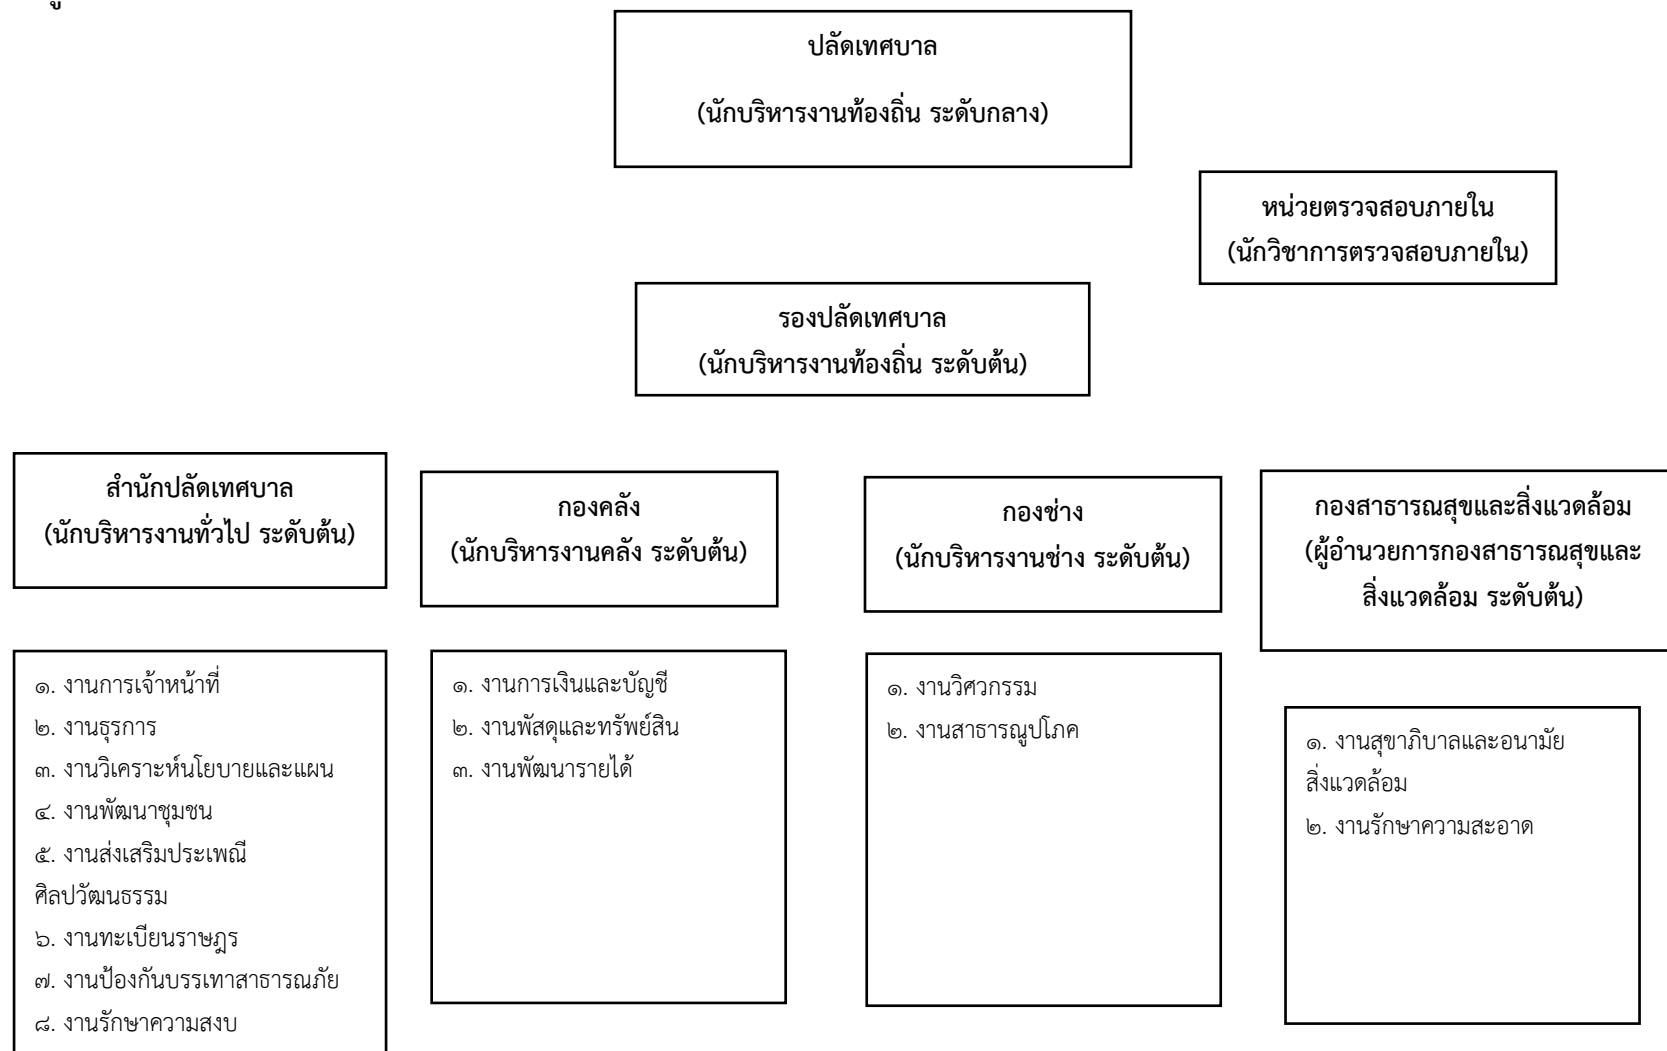 ปลัดเทศบาล
(นักบริหารงานท้องถิ่น ระดับกลาง)
หน่วยตรวจสอบภายใน
(นักวิชาการตรวจสอบภายใน)
รองปลัดเทศบาล
(นักบริหารงานท้องถิ่น ระดับต้น)
สำนักปลัดเทศบาล
(นักบริหารงานทั่วไป ระดับต้น)
กองคลัง
(นักบริหารงานคลัง ระดับต้น)
กองช่าง
(นักบริหารงานช่าง ระดับต้น)
กองสาธารณสุขและสิ่งแวดล้อม
(ผู้อำนวยการกองสาธารณสุขและ
สิ่งแวดล้อม ระดับต้น)
๑. งานการเจ้าหน้าที่
๒. งานธุรการ
๓. งานวิเคราะห์นโยบายและแผน
๔. งานพัฒนาชุมชน
๕. งานส่งเสริมประเพณี
ศิลปวัฒนธรรม
๖. งานทะเบียนราษฎร
๗. งานป้องกันบรรเทาสาธารณภัย
๘. งานรักษาความสงบ
๑. งานการเงินและบัญชี
๒. งานพัสดุและทรัพย์สิน
๓. งานพัฒนารายได้
๑. งานวิศวกรรม
๒. งานสาธารณูปโภค
๑. งานสุขาภิบาลและอนามัย
สิ่งแวดล้อม
๒. งานรักษาความสะอาด